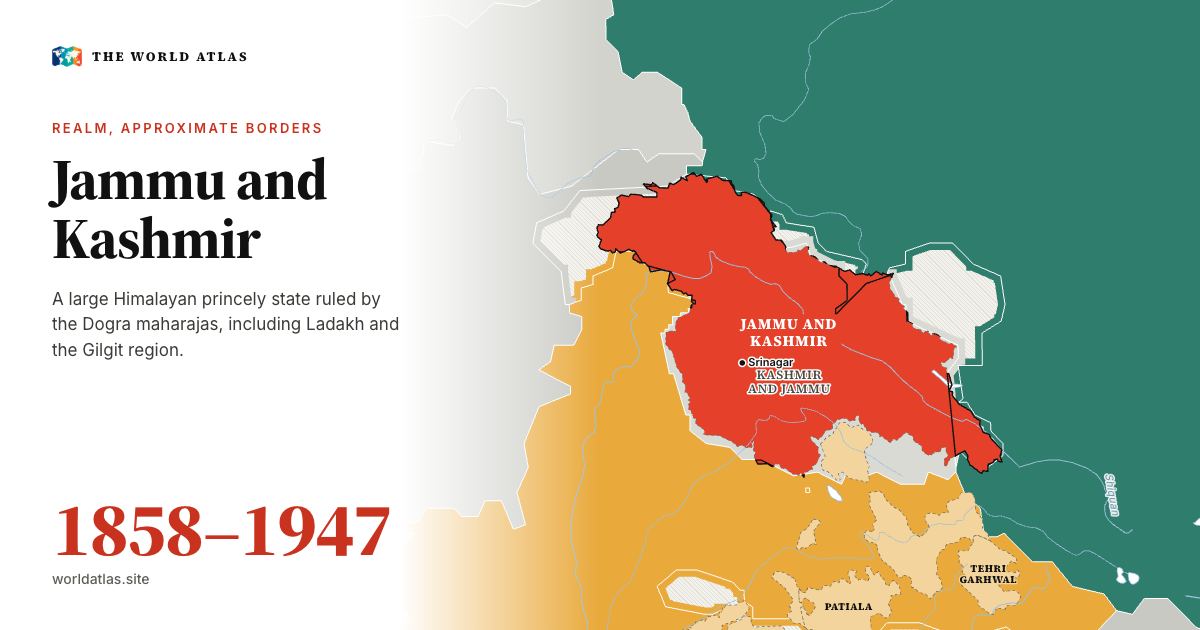 THE WORLD ATLAS
REALM, APPROXIMATE BORDERS
Jammu and
Kashmir
A large Himalayan princely state ruled by
the Dogra maharajas, including Ladakh and
the Gilgit region.
1858–1947
worldatlas.site
JAMMU AND
KASHMIR
Srinagar
KASHMIR
AND JAMMU
Shiquan
TEHRI
GARHWAL
PATIALA